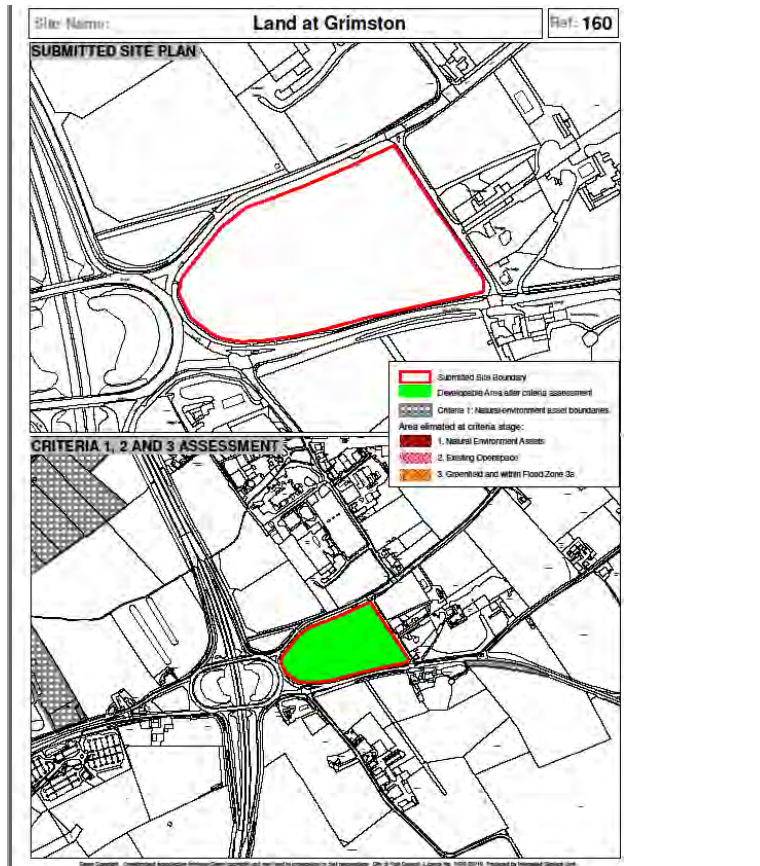 Site Name: Land at Grimston Ref: 160
SUBMITTED SITE PLAN
Submitted Site Boundary
Developable Area after criteria assessment
Criteria 1: Natural environment asset boundaries
Area elimated at criteria stage:
1. Natural Environment Assets
2. Existing Openspace
3. Greenfield and within Flood Zone 3a
CRITERIA 1, 2 AND 3 ASSESSMENT